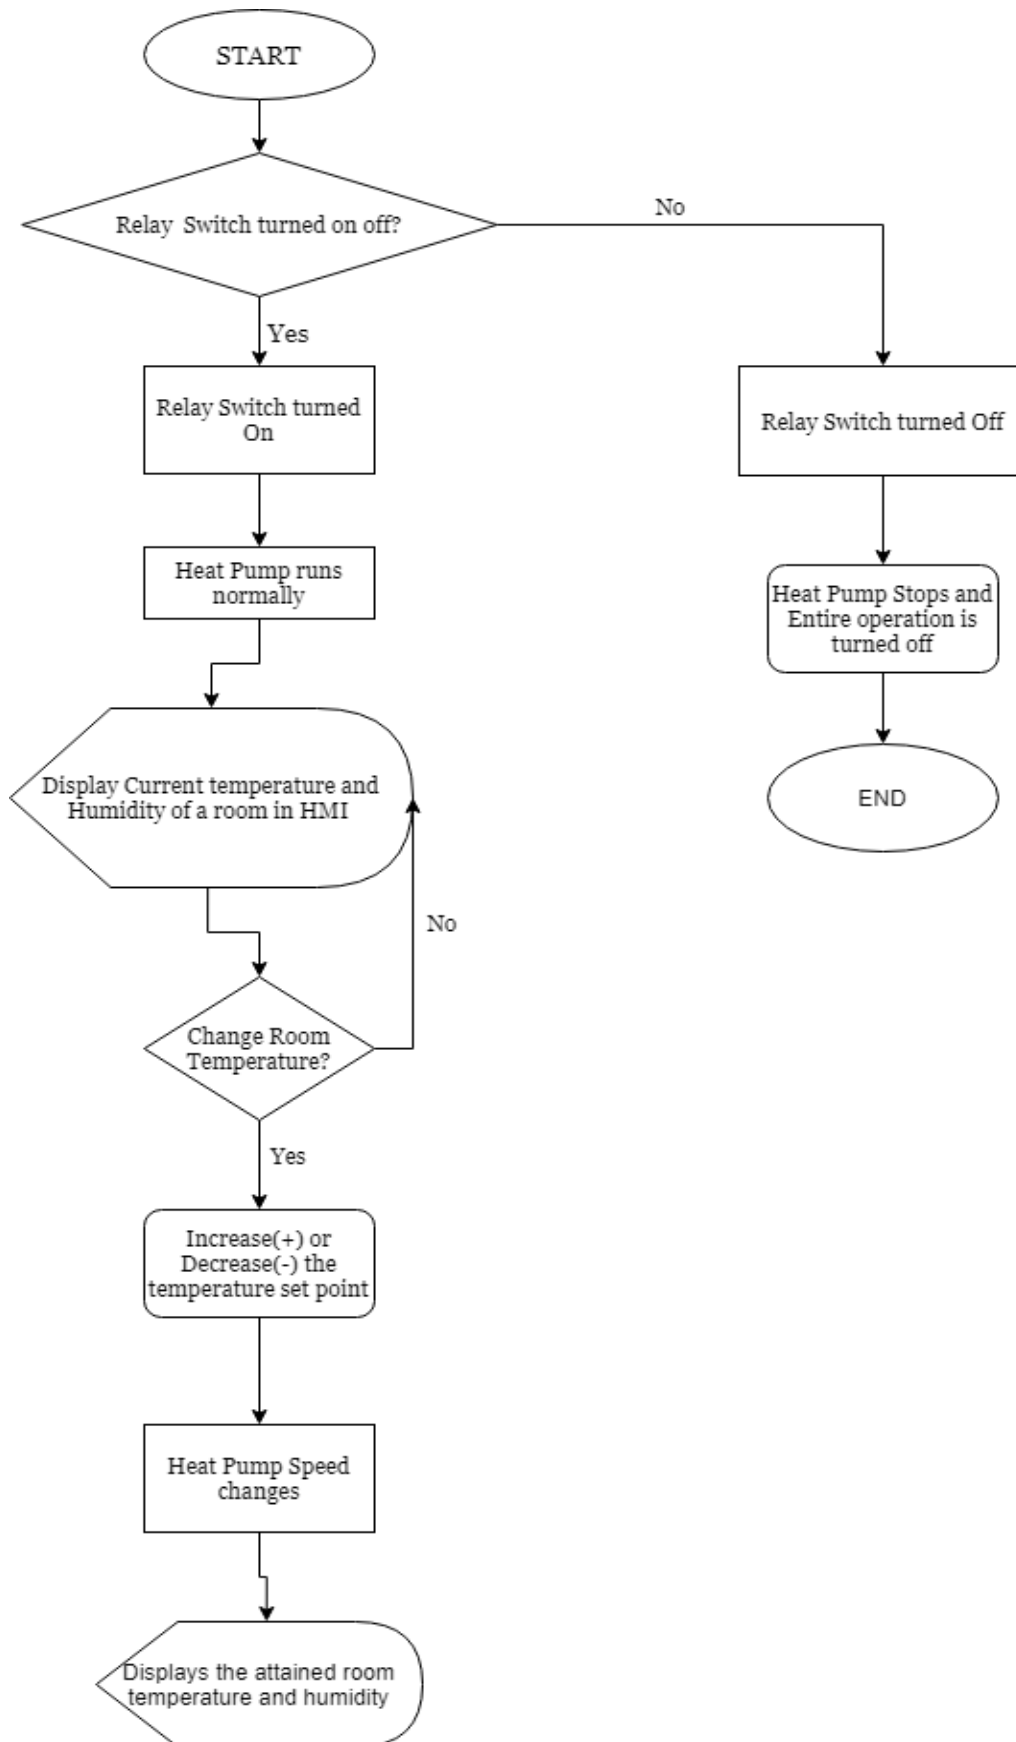 START
Relay  Switch turned on off?
No
Yes
Relay Switch turned
On
Relay Switch turned Off
Heat Pump runs
normally
Heat Pump Stops and
Entire operation is
turned off
Display Current temperature and
Humidity of a room in HMI
END
No
Change Room
Temperature?
Yes
Increase(+) or
Decrease(-) the
temperature set point
Heat Pump Speed
changes
Displays the attained room
temperature and humidity